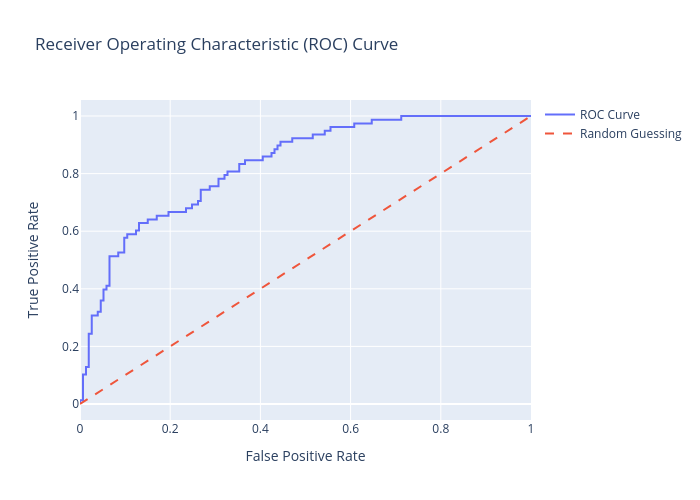 Receiver Operating Characteristic (ROC) Curve
ROC Curve
Random Guessing
True Positive Rate
1
0.8
0.6
0.4
0.2
0
0
0.2
0.4
0.6
0.8
1
False Positive Rate